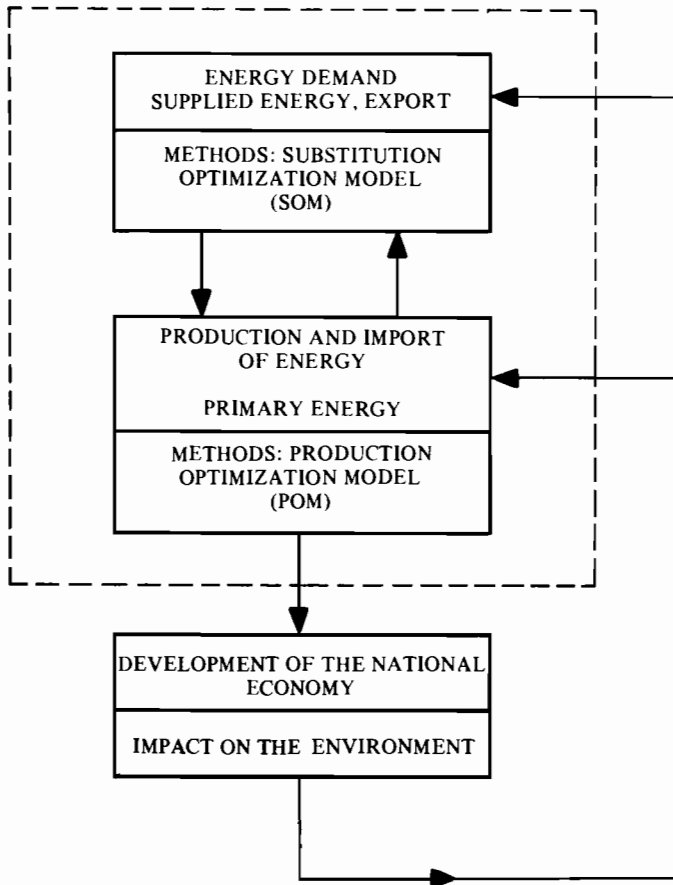 ENERGY DEMAND
SUPPLIED ENERGY, EXPORT
METHODS: SUBSTITUTION
OPTIMIZATION MODEL
(SOM)
PRODUCTION AND IMPORT
OF ENERGY
PRIMARY ENERGY
METHODS: PRODUCTION
OPTIMIZATION MODEL
(POM)
DEVELOPMENT OF THE NATIONAL
ECONOMY
IMPACT ON THE ENVIRONMENT